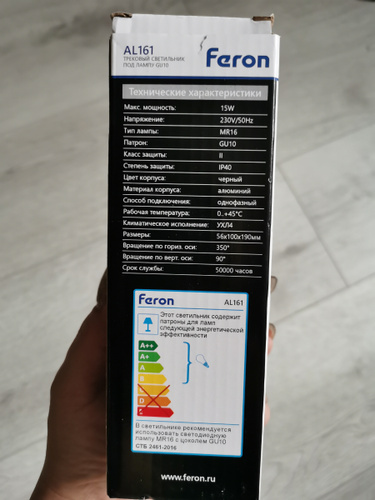 AL161
ТРЕКОВЫЙ СВЕТИЛЬНИК
ПОД ЛАМПУ GU10
Feron
Технические характеристики
Макс. мощность: 15W
Напряжение: 230V/50Hz
Тип лампы: MR16
Патрон: GU10
Класс защиты: II
Степень защиты: IP40
Цвет корпуса: черный
Материал корпуса: алюминий
Способ подключения: однофазный
Рабочая температура: 0..+45°C
Климатическое исполнение: УХЛ4
Размеры: 56x100x190мм
Вращение по гориз. оси: 350°
Вращение по верт. оси: 90°
Срок службы: 50000 часов
Feron AL161
Этот светильник содержит
патроны для ламп
следующей энергетической
эффективности
A++
A+
A
B
C
D
E
В светильнике рекомендуется
использовать светодиодную
лампу MR16 с цоколем GU10
СТБ 2461-2016
www.feron.ru